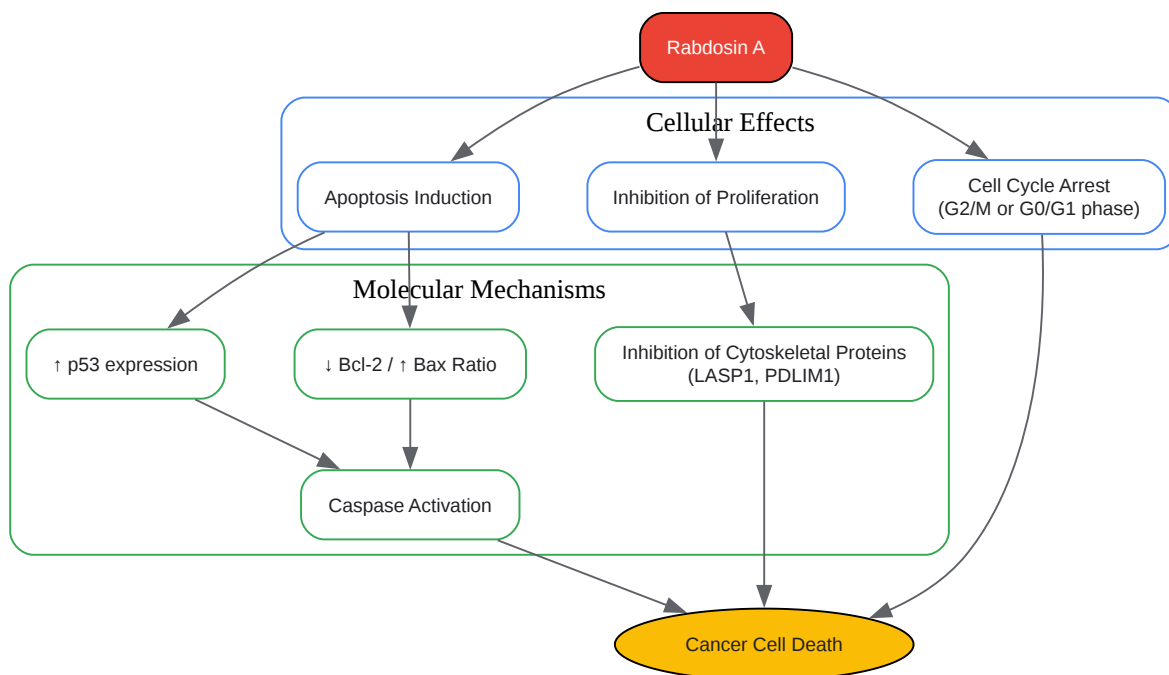 Rabdosin A
Cellular Effects
Apoptosis Induction
Inhibition of Proliferation
Cell Cycle Arrest
(G2/M or G0/G1 phase)
Molecular Mechanisms
↑ p53 expression
↓ Bcl-2 / ↑ Bax Ratio
Inhibition of Cytoskeletal Proteins
(LASP1, PDLIM1)
Caspase Activation
Cancer Cell Death